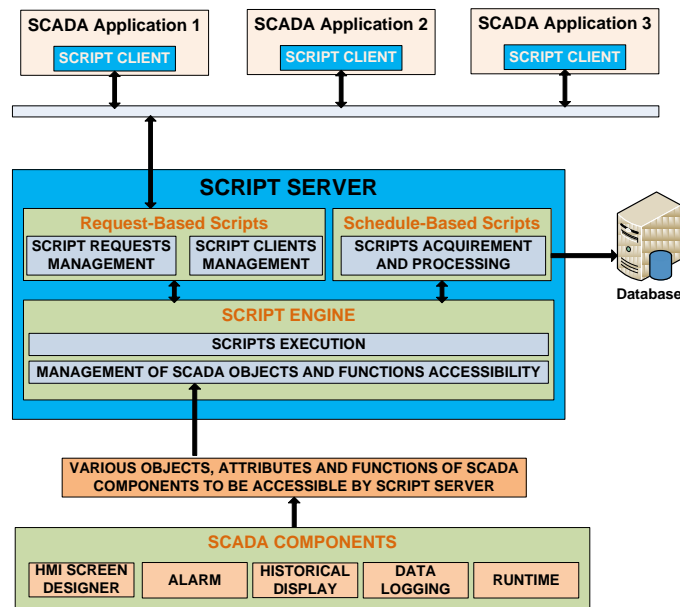 SCADA Application 1
SCRIPT CLIENT
SCADA Application 2
SCRIPT CLIENT
SCADA Application 3
SCRIPT CLIENT
SCRIPT SERVER
Request-Based Scripts
SCRIPT REQUESTS
MANAGEMENT
SCRIPT CLIENTS
MANAGEMENT
Schedule-Based Scripts
SCRIPTS ACQUIREMENT
AND PROCESSING
Database
SCRIPT ENGINE
SCRIPTS EXECUTION
MANAGEMENT OF SCADA OBJECTS AND FUNCTIONS ACCESSIBILITY
VARIOUS OBJECTS, ATTRIBUTES AND FUNCTIONS OF SCADA
COMPONENTS TO BE ACCESSIBLE BY SCRIPT SERVER
SCADA COMPONENTS
HMI SCREEN
DESIGNER
ALARM
HISTORICAL
DISPLAY
DATA
LOGGING
RUNTIME